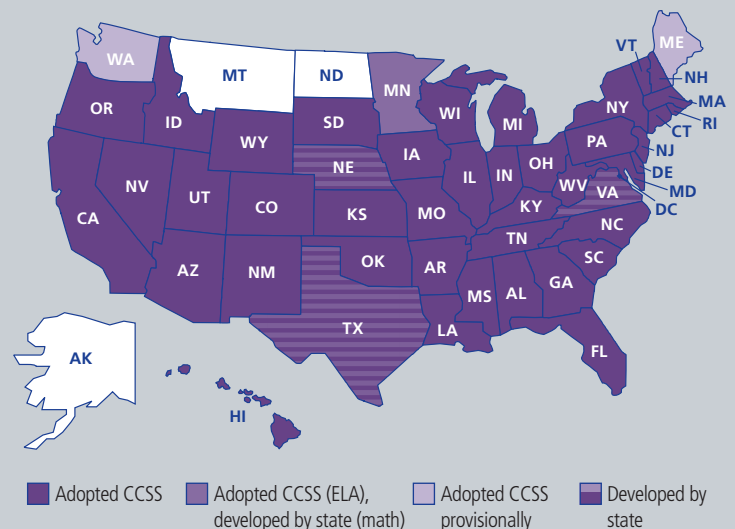 WA
MT
ND
MN
ME
VT
NH
MA
RI
CT
NJ
DE
MD
DC
OR
ID
WY
SD
WI
MI
NY
PA
NE
IA
IL
IN
OH
WV
VA
NV
UT
CO
CA
KS
MO
KY
NC
TN
SC
AZ
NM
OK
AR
MS
AL
GA
TX
LA
FL
AK
HI
Adopted CCSS
Adopted CCSS (ELA),
developed by state (math)
Adopted CCSS
provisionally
Developed by
state